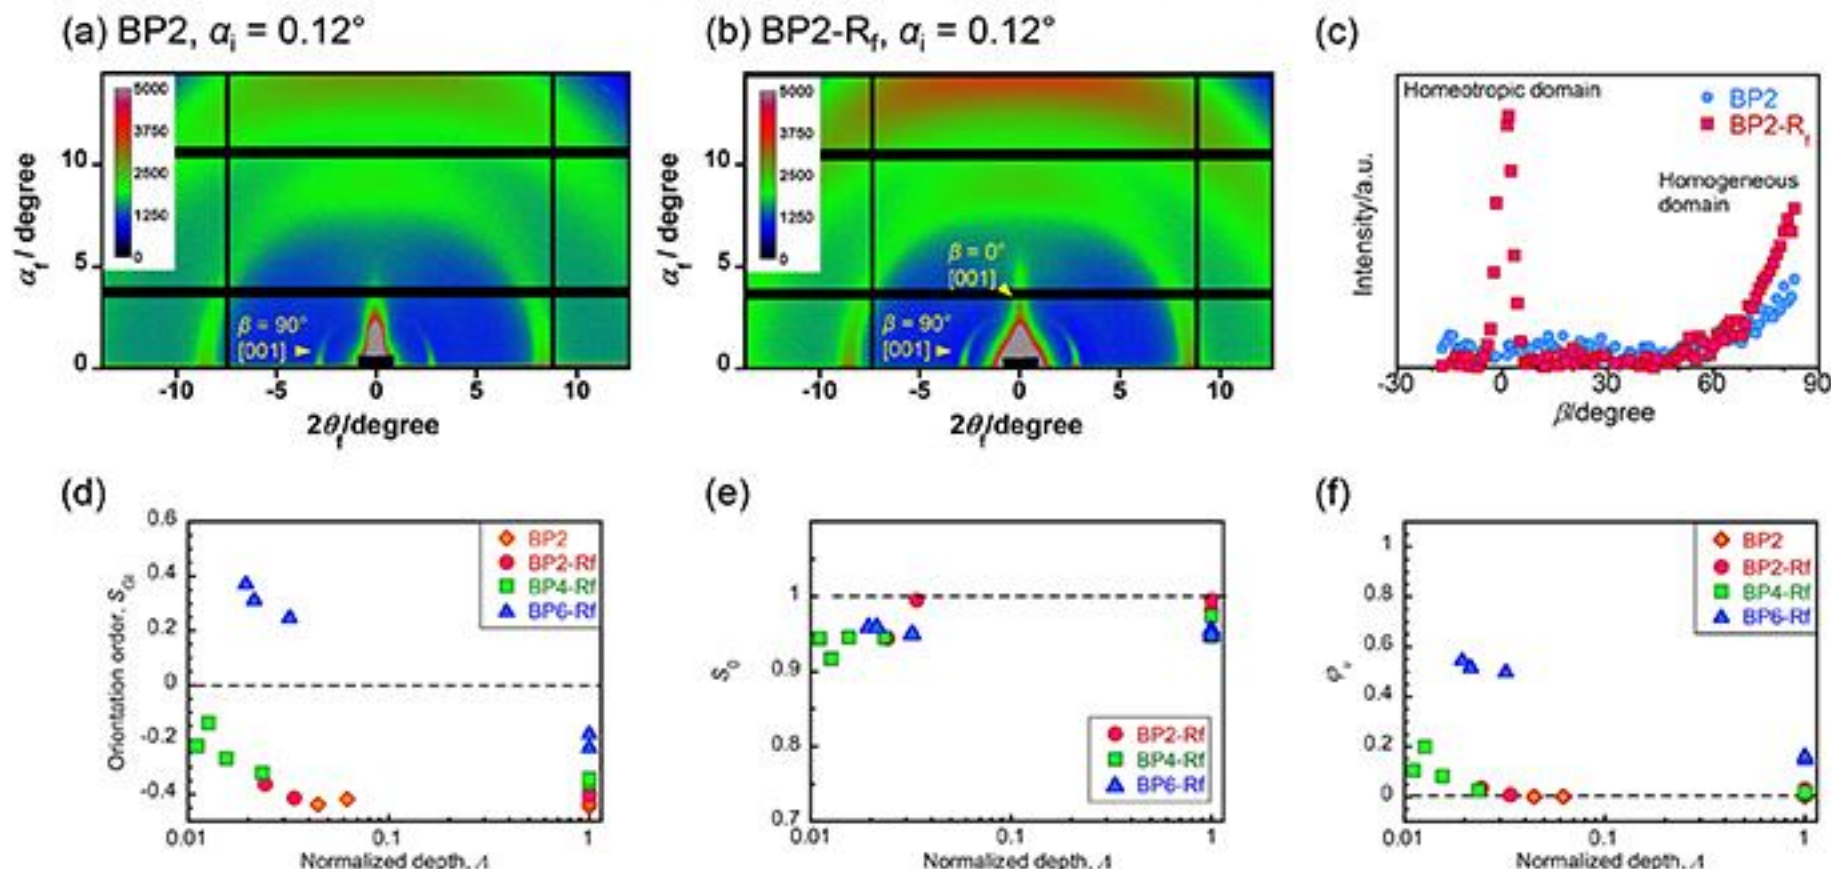 (a) BP2, αi = 0.12°
5000
3750
2500
1250
0
β = 90°
[001]
αf / degree
10
5
0
-10 -5 0 5 10
2θf/degree
(b) BP2-Rf, αi = 0.12°
5000
3750
2500
1250
0
β = 0°
[001]
β = 90°
[001]
αf / degree
10
5
0
-10 -5 0 5 10
2θf/degree
(c)
Homeotropic domain
BP2
BP2-Rf
Homogeneous
domain
Intensity/a.u.
-30 0 30 60 90
β/degree
(d)
Oriontation order, SGI
0.6
0.4
0.2
0
-0.2
-0.4
BP2
BP2-Rf
BP4-Rf
BP6-Rf
0.01 0.1 1
Normalized depth,
(e)
S0
1
0.9
0.8
0.7
BP2-Rf
BP4-Rf
BP6-Rf
0.01 0.1 1
Normalized depth,
(f)
1
0.8
0.6
0.4
0.2
0
BP2
BP2-Rf
BP4-Rf
BP6-Rf
0.01 0.1 1
Normalized depth,